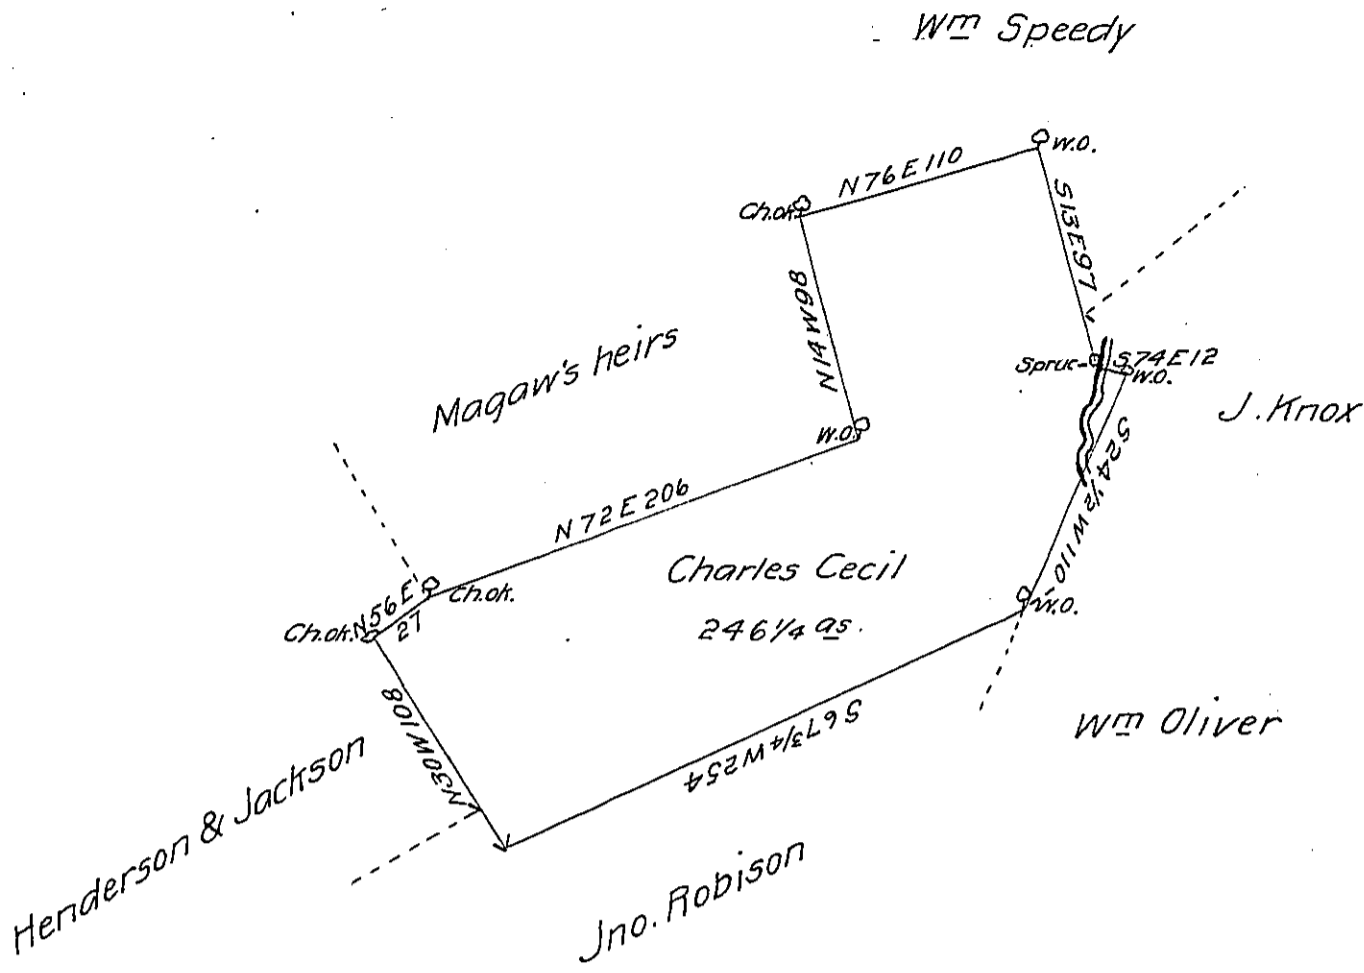 Wm Speedy
W.O.
N76E110
Ch.ok.
S13E97
N14W98
Magaw's heirs
Spruc-
S74E12
W.O.
J. Knox
W.O.
S24½W110
N72E206
Charles Cecil
246¼ as.
Ch.ok.
N56E
27
Ch.ok.
W.O.
N30W108
S67¾W254
Wm Oliver
Henderson & Jackson
Jno. Robison